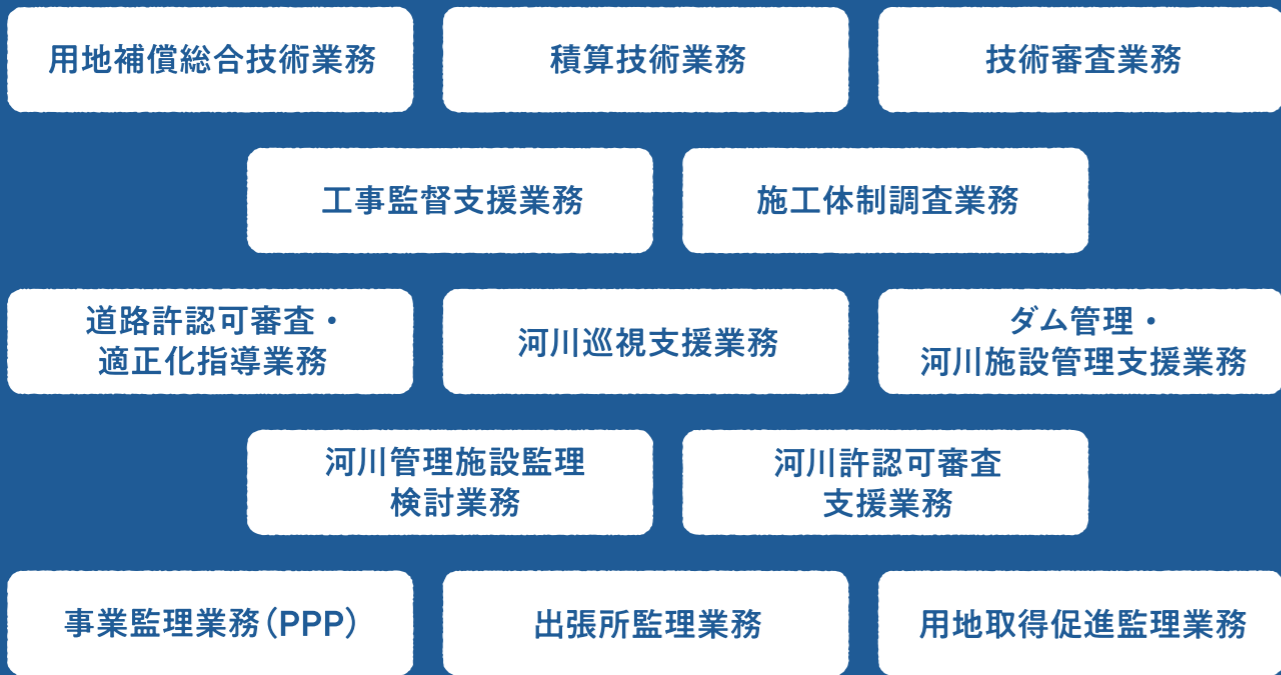 用地補償総合技術業務
積算技術業務
技術審査業務
工事監督支援業務
施工体制調査業務
道路許認可審査・
適正化指導業務
河川巡視支援業務
ダム管理・
河川施設管理支援業務
河川管理施設監理
検討業務
河川許認可審査
支援業務
事業監理業務（PPP）
出張所監理業務
用地取得促進監理業務